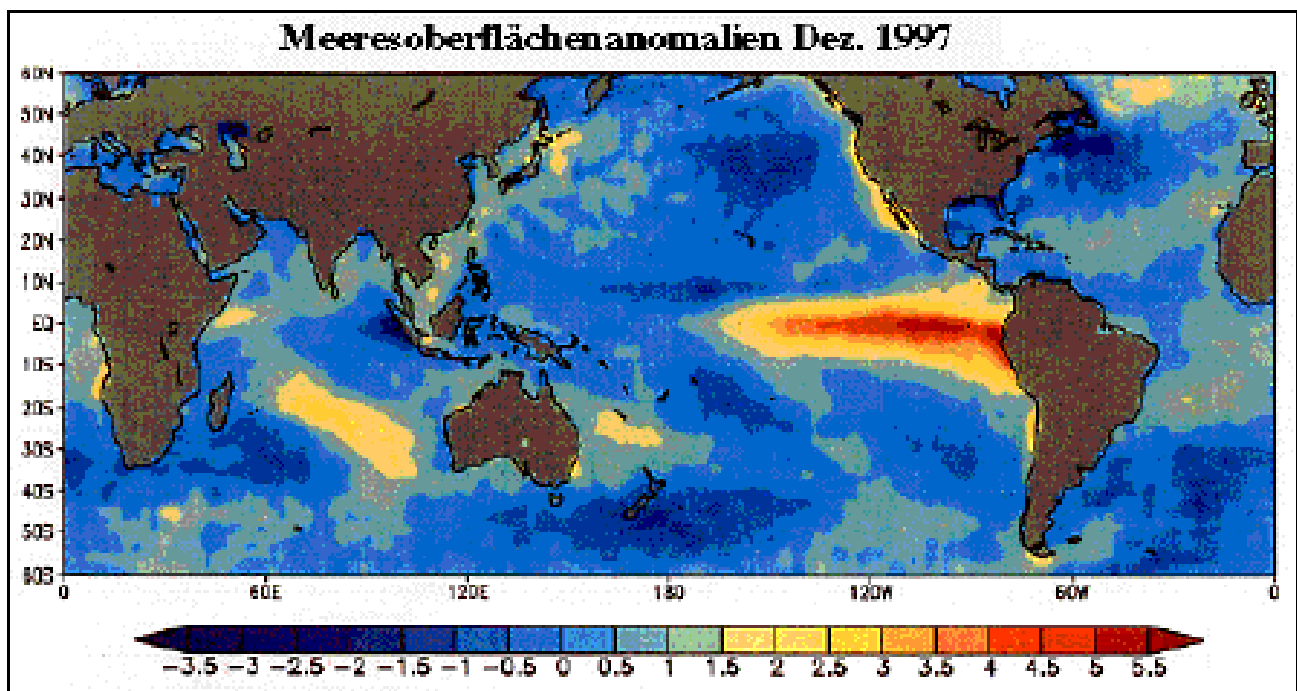 Meeresoberflächenanomalien Dez. 1997
60N
50N
40N
30N
20N
10N
EQ
10S
20S
30S
40S
50S
60S
0 60E 120E 180 120W 60W 0
−3.5 −3 −2.5 −2 −1.5 −1 −0.5 0 0.5 1 1.5 2 2.5 3 3.5 4 4.5 5 5.5